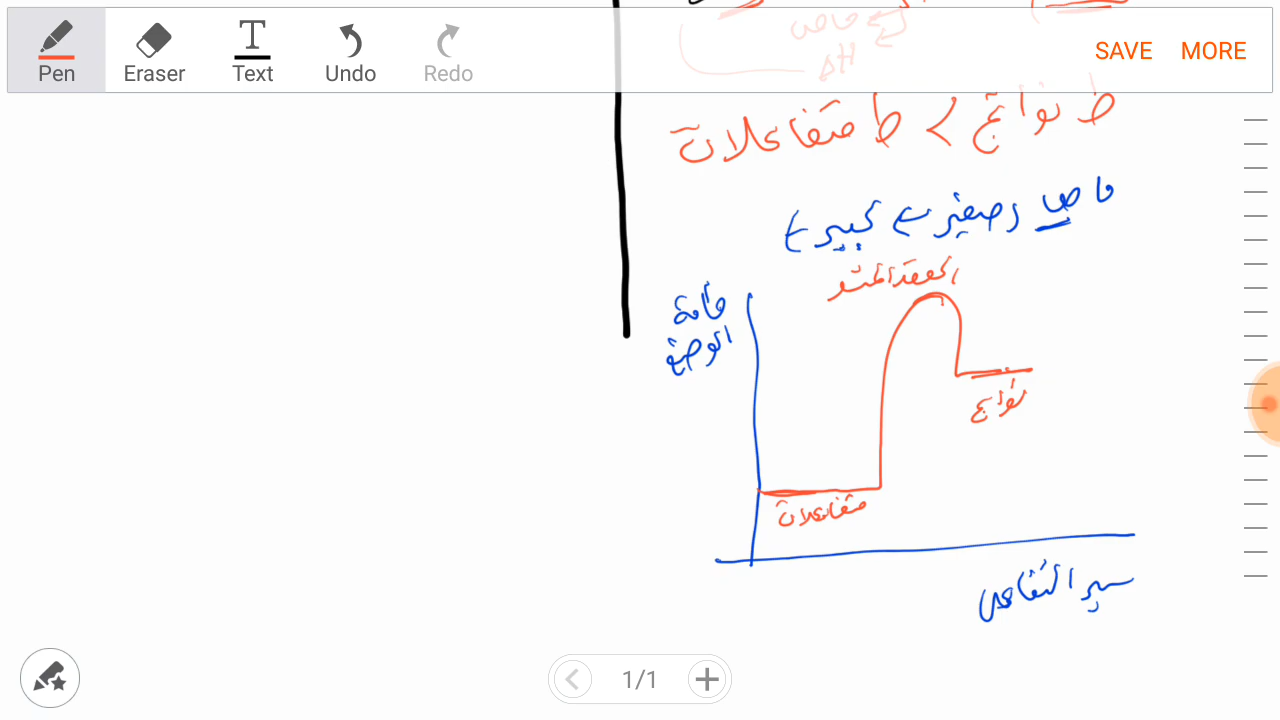 Pen Eraser Text Undo Redo SAVE MORE
ΔH
ط نواتج > ط متفاعلات
ماص صغير كبير
المعقد المنشط
طاقة
الوضع
نواتج
متفاعلات
سير التفاعل
1/1